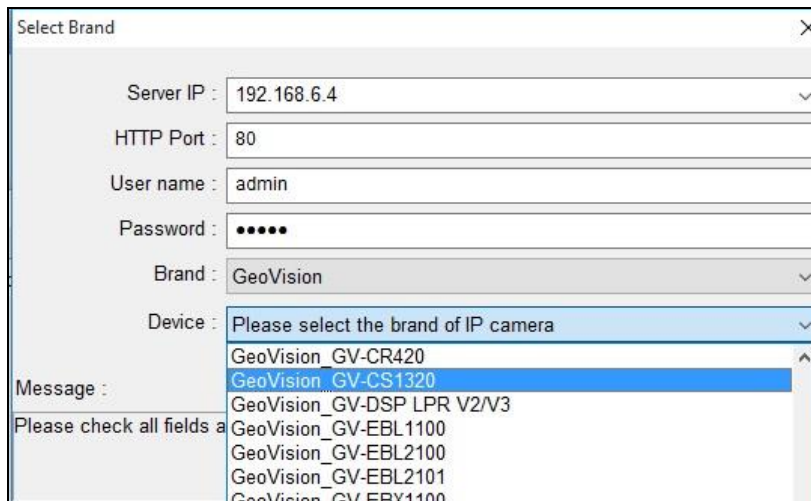 Select Brand
Server IP : 192.168.6.4
HTTP Port : 80
User name : admin
Password : •••••
Brand : GeoVision
Device : Please select the brand of IP camera
GeoVision_GV-CR420
GeoVision_GV-CS1320
Message :
GeoVision_GV-DSP LPR V2/V3
Please check all fields a
GeoVision_GV-EBL1100
GeoVision_GV-EBL2100
GeoVision_GV-EBL2101
GeoVision_GV-EBX1100